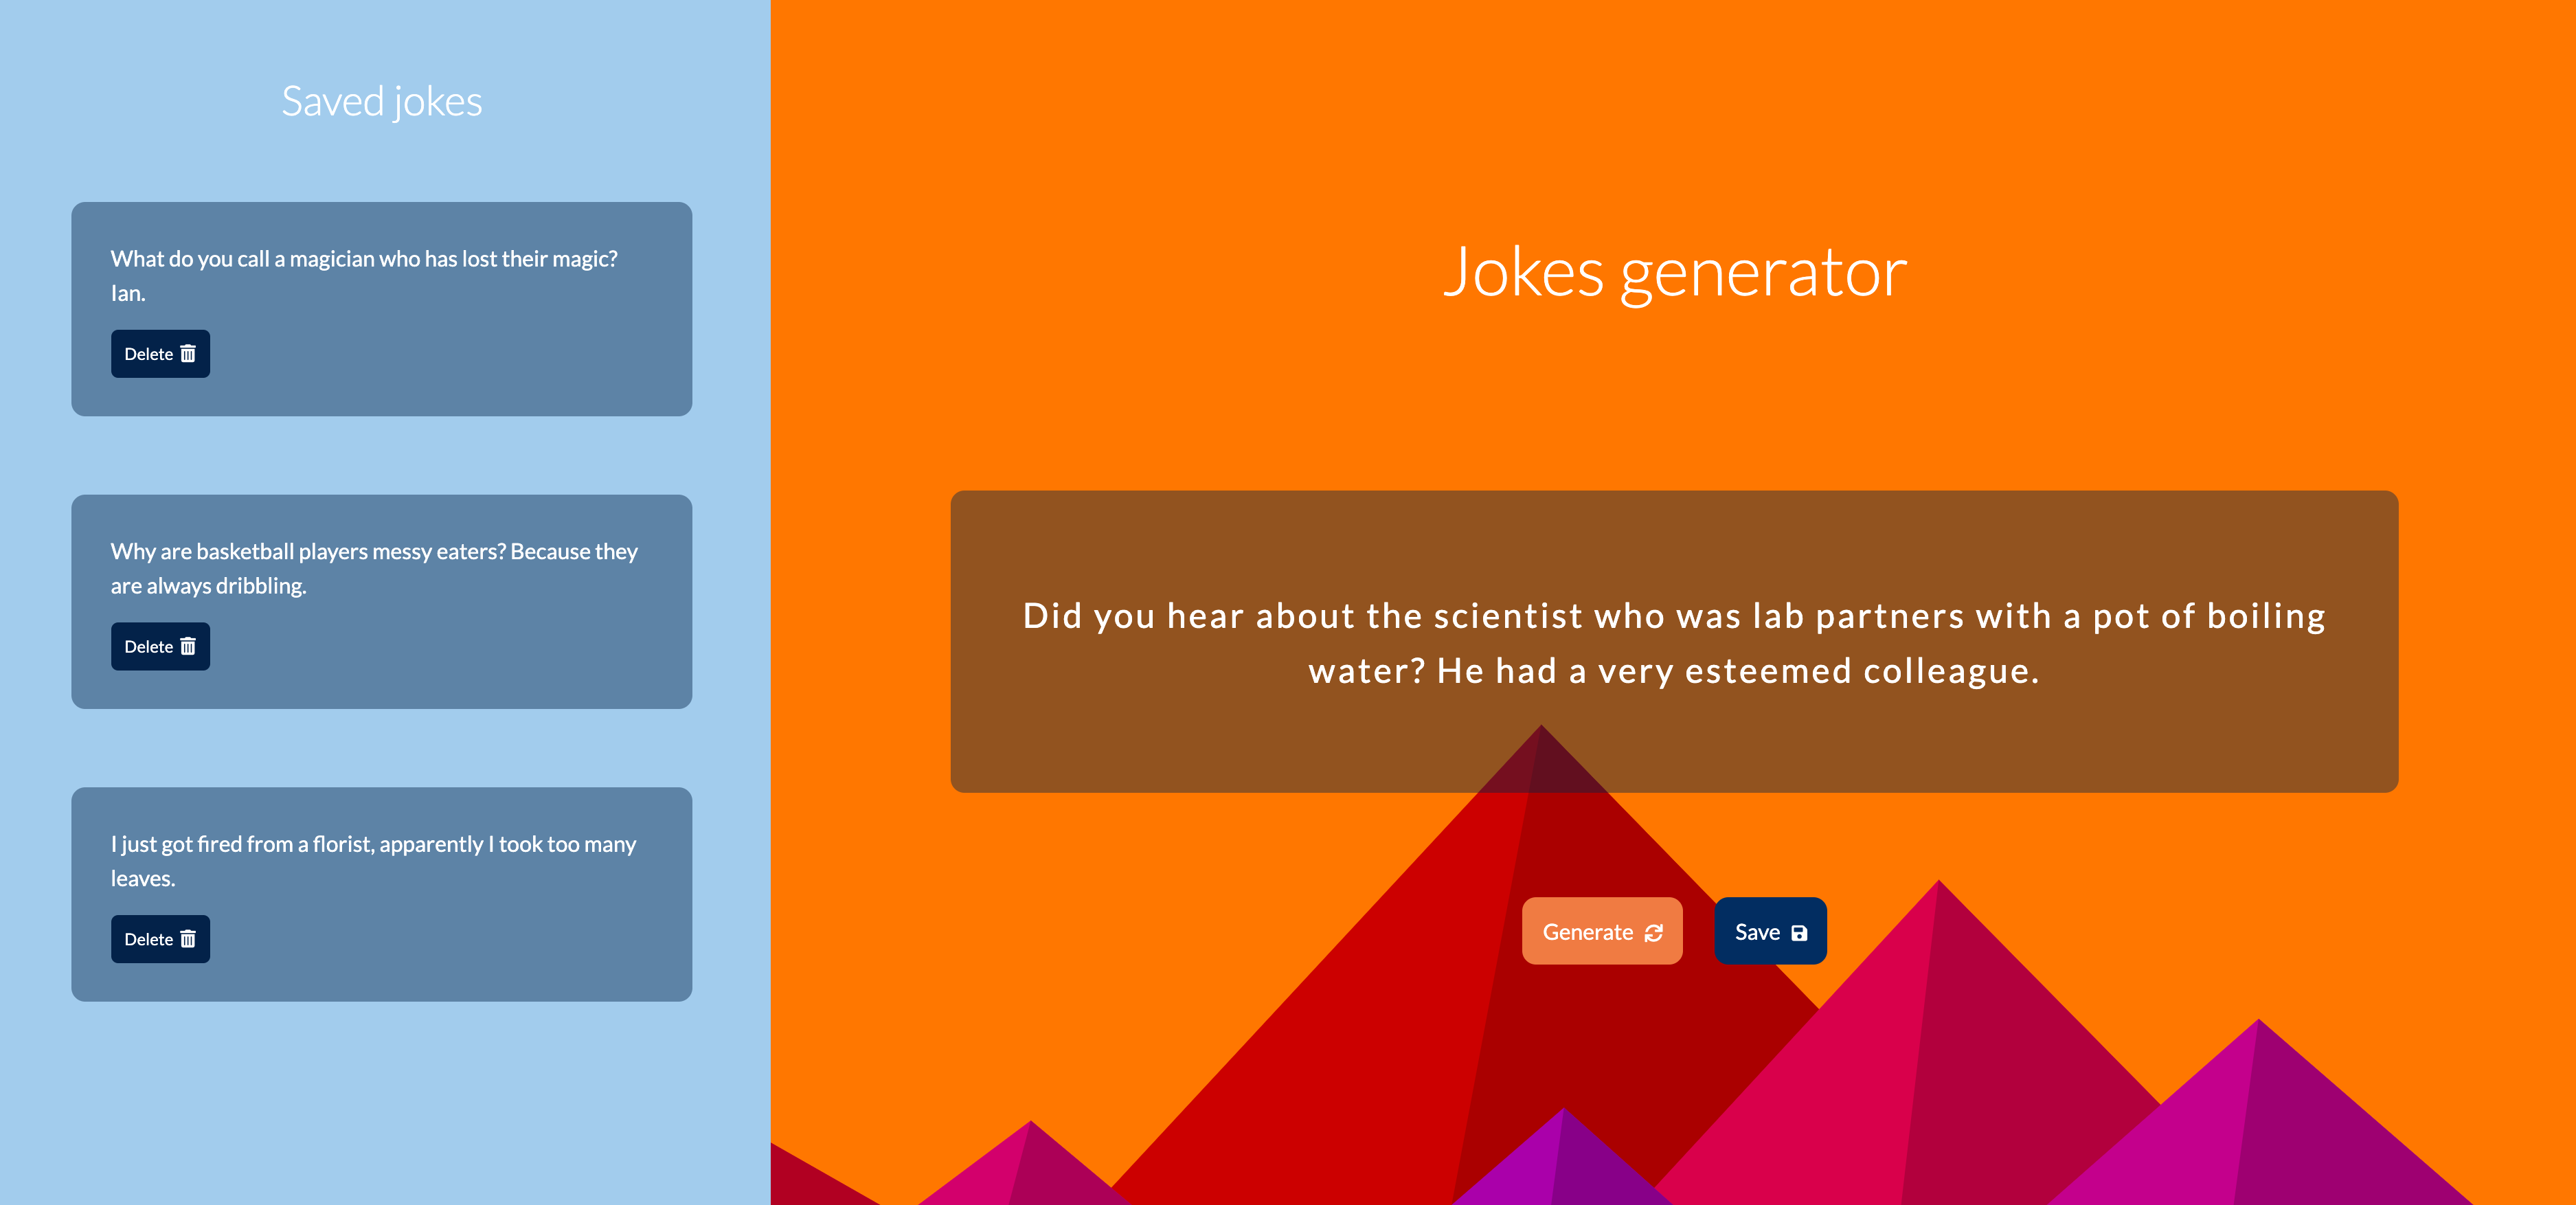 Saved jokes
What do you call a magician who has lost their magic?
Ian.
Delete
Why are basketball players messy eaters? Because they
are always dribbling.
Delete
I just got fired from a florist, apparently I took too many
leaves.
Delete
Jokes generator
Did you hear about the scientist who was lab partners with a pot of boiling
water? He had a very esteemed colleague.
Generate
Save